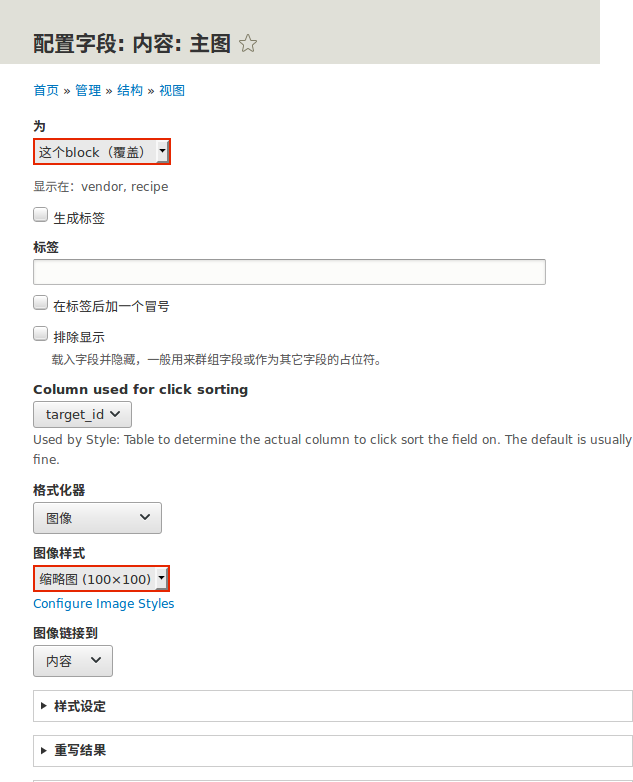 配置字段: 内容: 主图
首页 » 管理 » 结构 » 视图
为
这个block（覆盖）
显示在：vendor, recipe
生成标签
标签
在标签后加一个冒号
排除显示
载入字段并隐藏，一般用来群组字段或作为其它字段的占位符。
Column used for click sorting
target_id
Used by Style: Table to determine the actual column to click sort the field on. The default is usually
fine.
格式化器
图像
图像样式
缩略图 (100×100)
Configure Image Styles
图像链接到
内容
样式设定
重写结果